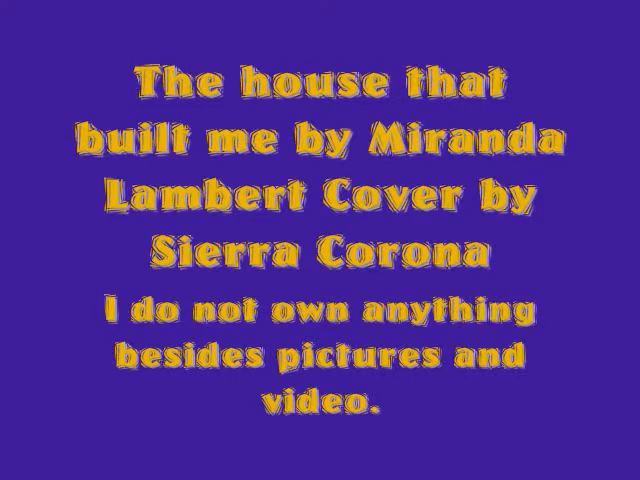 The house that
built me by Miranda
Lambert Cover by
Sierra Corona
I do not own anything
besides pictures and
video.